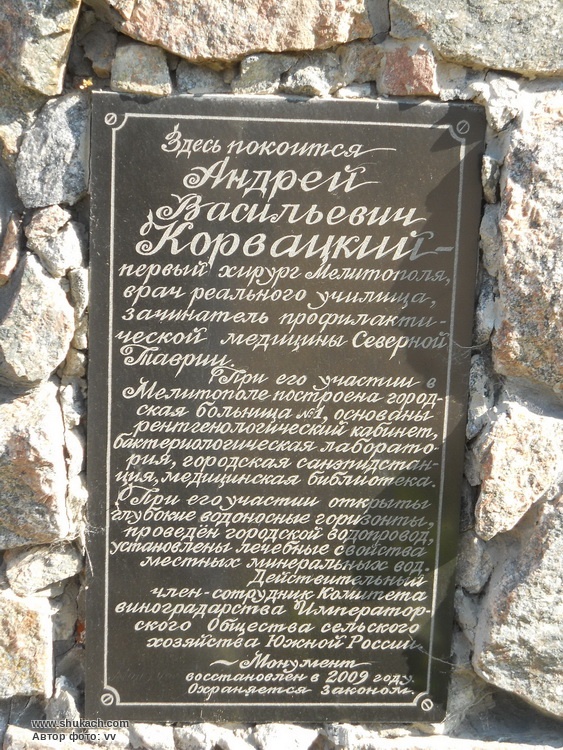 Здесь покоится
Андрей
Васильевич
Корвацкий-
первый хирург Мелитополя,
врач реального училища,
зачинатель профилакти-
ческой медицины Северной
Таврии.
При его участии в
Мелитополе построена город-
ская больница №1, основаны
рентгенологический кабинет,
бактериологическая лаборато-
рия, городская санэпидстан-
ция, медицинская библиотека.
При его участии открыты
глубокие водоносные горизонты,
проведён городской водопровод,
установлены лечебные свойства
местных минеральных вод.
Действительный
член-сотрудник Комитета
виноградарства Император-
ского Общества сельского
хозяйства Южной России.
~Монумент
восстановлен в 2009 году.
Охраняется Законом.
www.shukach.com
Автор фото: vv